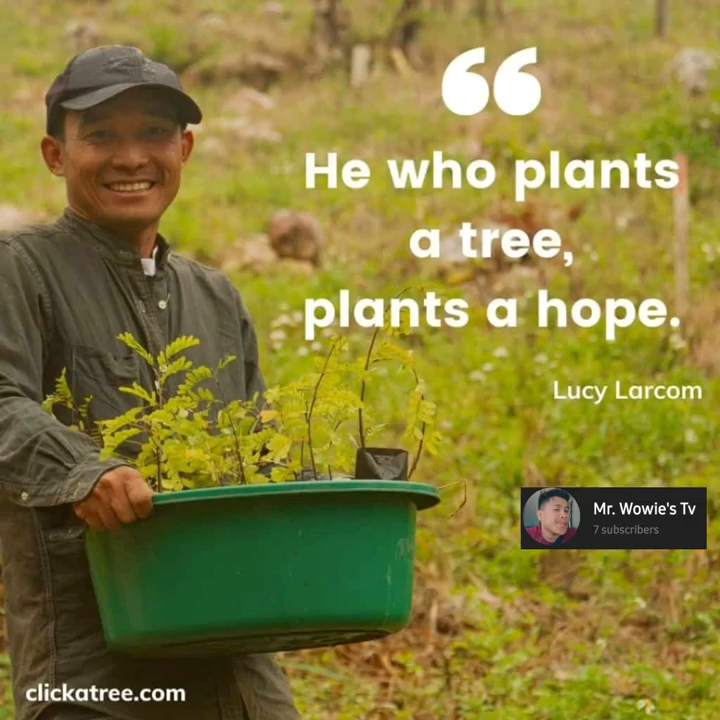 “
He who plants
a tree,
plants a hope.
Lucy Larcom
Mr. Wowie's Tv
7 subscribers
clickatree.com